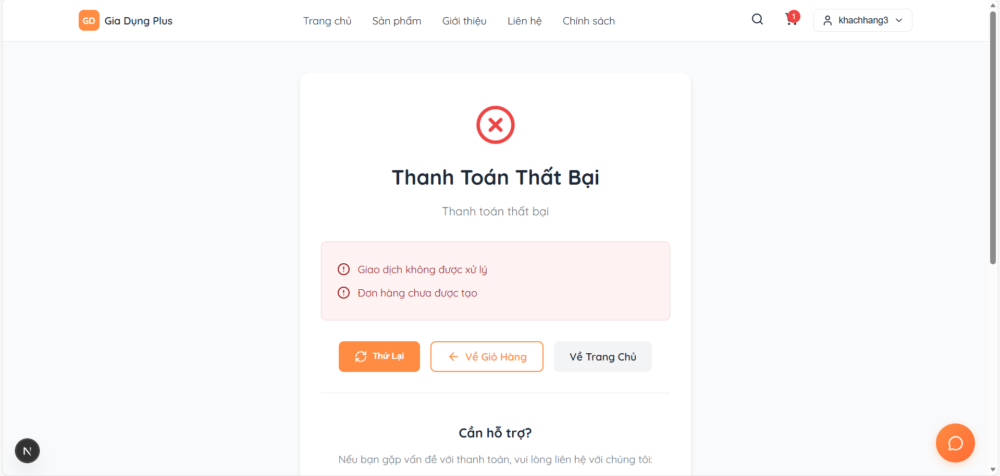 GD Gia Dụng Plus
Trang chủ Sản phẩm Giới thiệu Liên hệ Chính sách
1
khachhang3
Thanh Toán Thất Bại
Thanh toán thất bại
Giao dịch không được xử lý
Đơn hàng chưa được tạo
Thử Lại
Về Giỏ Hàng
Về Trang Chủ
Cần hỗ trợ?
Nếu bạn gặp vấn đề với thanh toán, vui lòng liên hệ với chúng tôi:
N